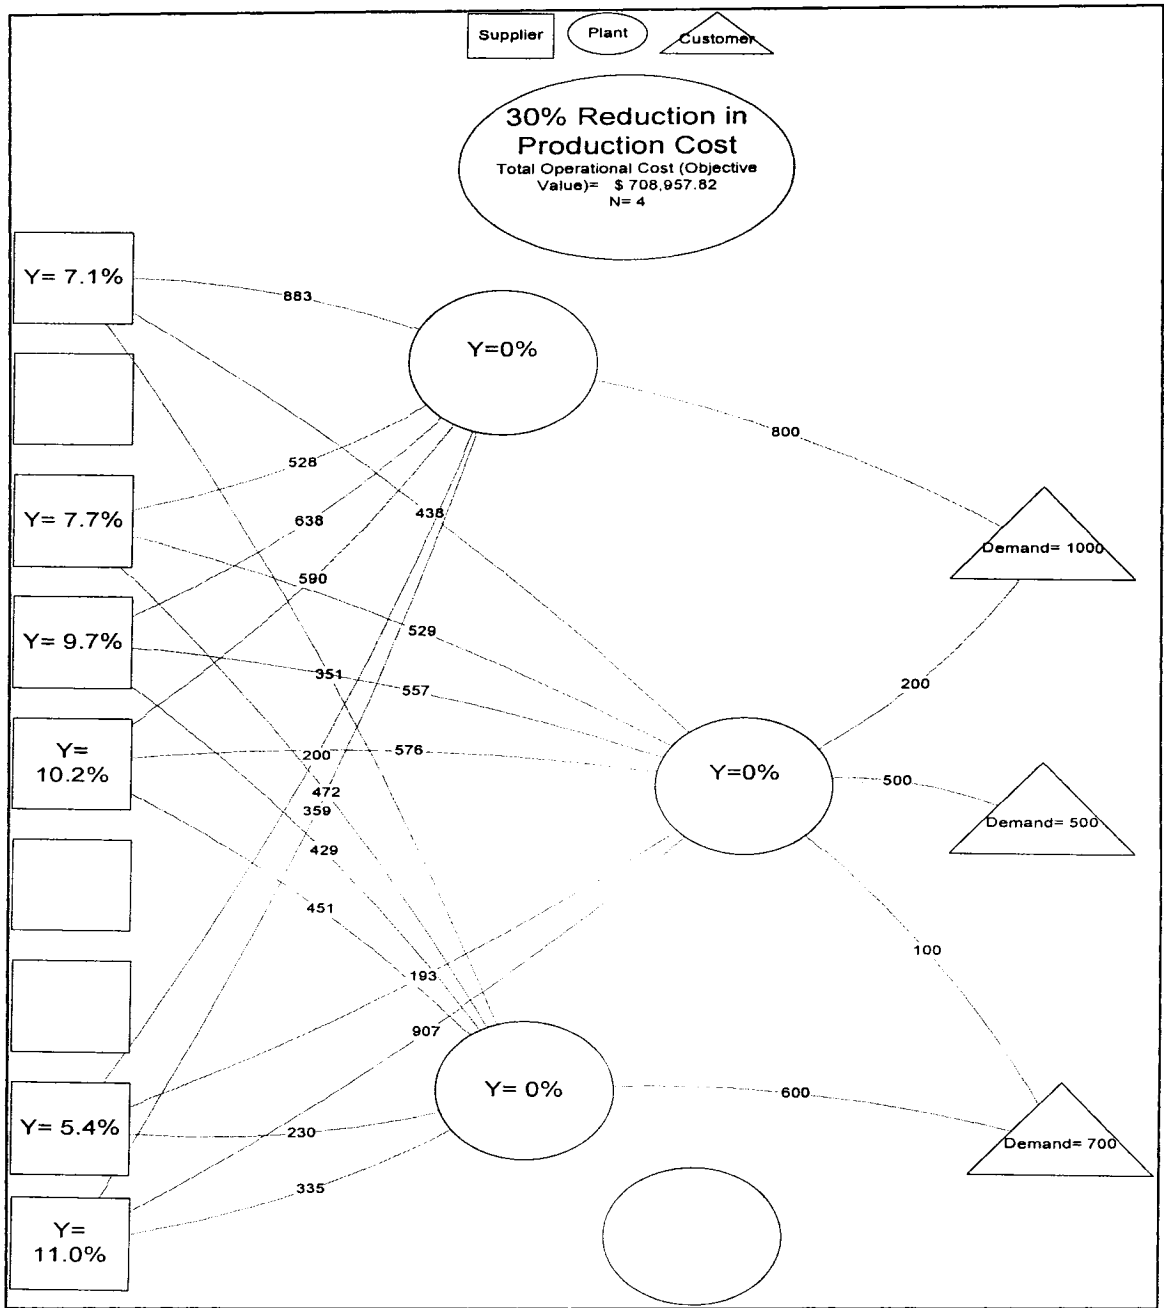 Supplier
Plant
Customer
30% Reduction in
Production Cost
Total Operational Cost (Objective
Value)= $ 708,957.82
N= 4
Y= 7.1%
883
Y=0%
800
528
Y= 7.7%
438
638
Demand= 1000
590
529
Y= 9.7%
351
557
200
Y=
10.2%
200
576
Y=0%
500
472
359
Demand= 500
429
451
193
100
907
Y= 0%
600
Y= 5.4%
230
Demand= 700
335
Y=
11.0%